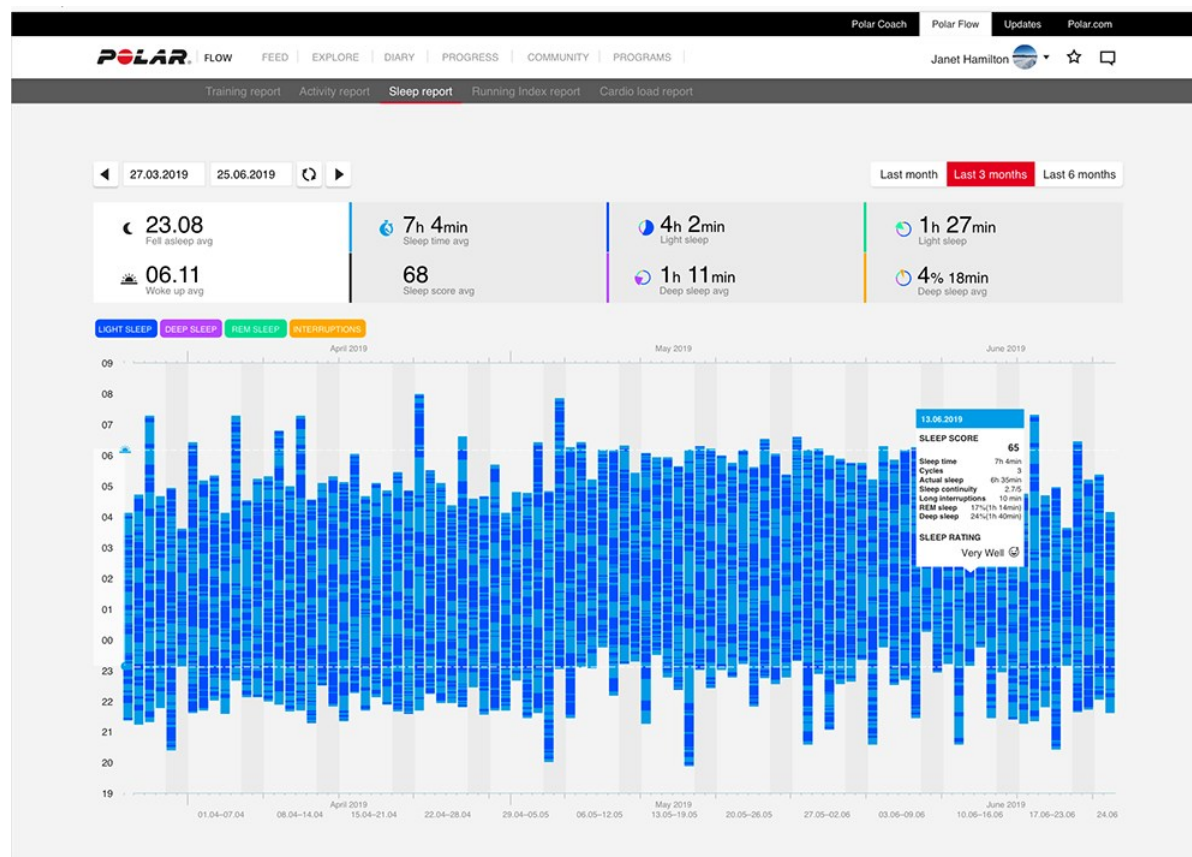 Polar Coach Polar Flow Updates Polar.com
POLAR. FLOW FEED EXPLORE DIARY PROGRESS COMMUNITY PROGRAMS Janet Hamilton
Training report Activity report Sleep report Running Index report Cardio load report
27.03.2019 25.06.2019 Last month Last 3 months Last 6 months
23.08
Fell asleep avg
06.11
Woke up avg
7h 4min
Sleep time avg
68
Sleep score avg
4h 2min
Light sleep
1h 11min
Deep sleep avg
1h 27min
Light sleep
4% 18min
Deep sleep avg
LIGHT SLEEP DEEP SLEEP REM SLEEP INTERRUPTIONS
April 2019 May 2019 June 2019
09
08
07
06
05
04
03
02
01
00
23
22
21
20
19
13.06.2019
SLEEP SCORE
65
Sleep time 7h 4min
Cycles 3
Actual sleep 6h 35min
Sleep continuity 2.7/5
Long interruptions 10 min
REM sleep 17%(1h 14min)
Deep sleep 24%(1h 40min)
SLEEP RATING
Very Well
April 2019 May 2019 June 2019
01.04–07.04 08.04–14.04 15.04–21.04 22.04–28.04 29.04–05.05 06.05–12.05 13.05–19.05 20.05–26.05 27.05–02.06 03.06–09.06 10.06–16.06 17.06–23.06 24.06